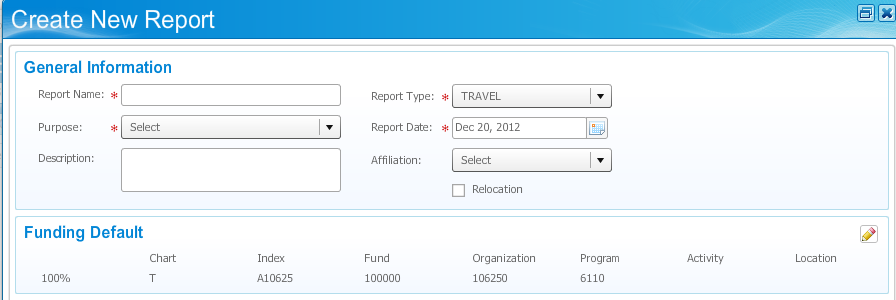 Create New Report
General Information
Report Name: * Report Type: * TRAVEL
Purpose: * Select Report Date: * Dec 20, 2012
Description: Affiliation: Select
Relocation
Funding Default
Chart Index Fund Organization Program Activity Location
100% T A10625 100000 106250 6110